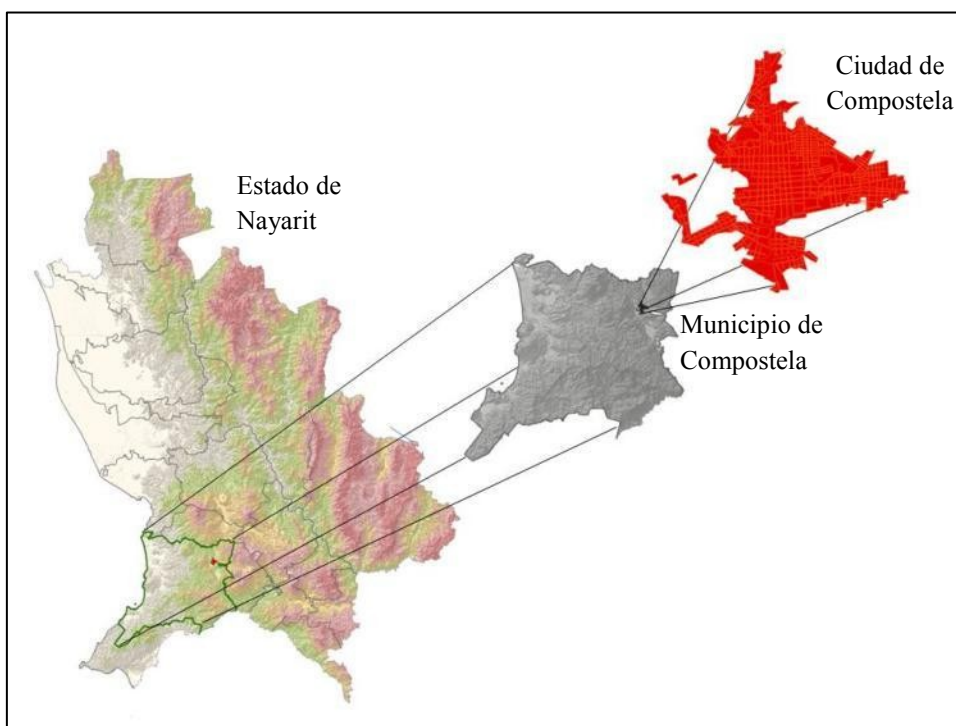 Ciudad de
Compostela
Estado de
Nayarit
Municipio de
Compostela